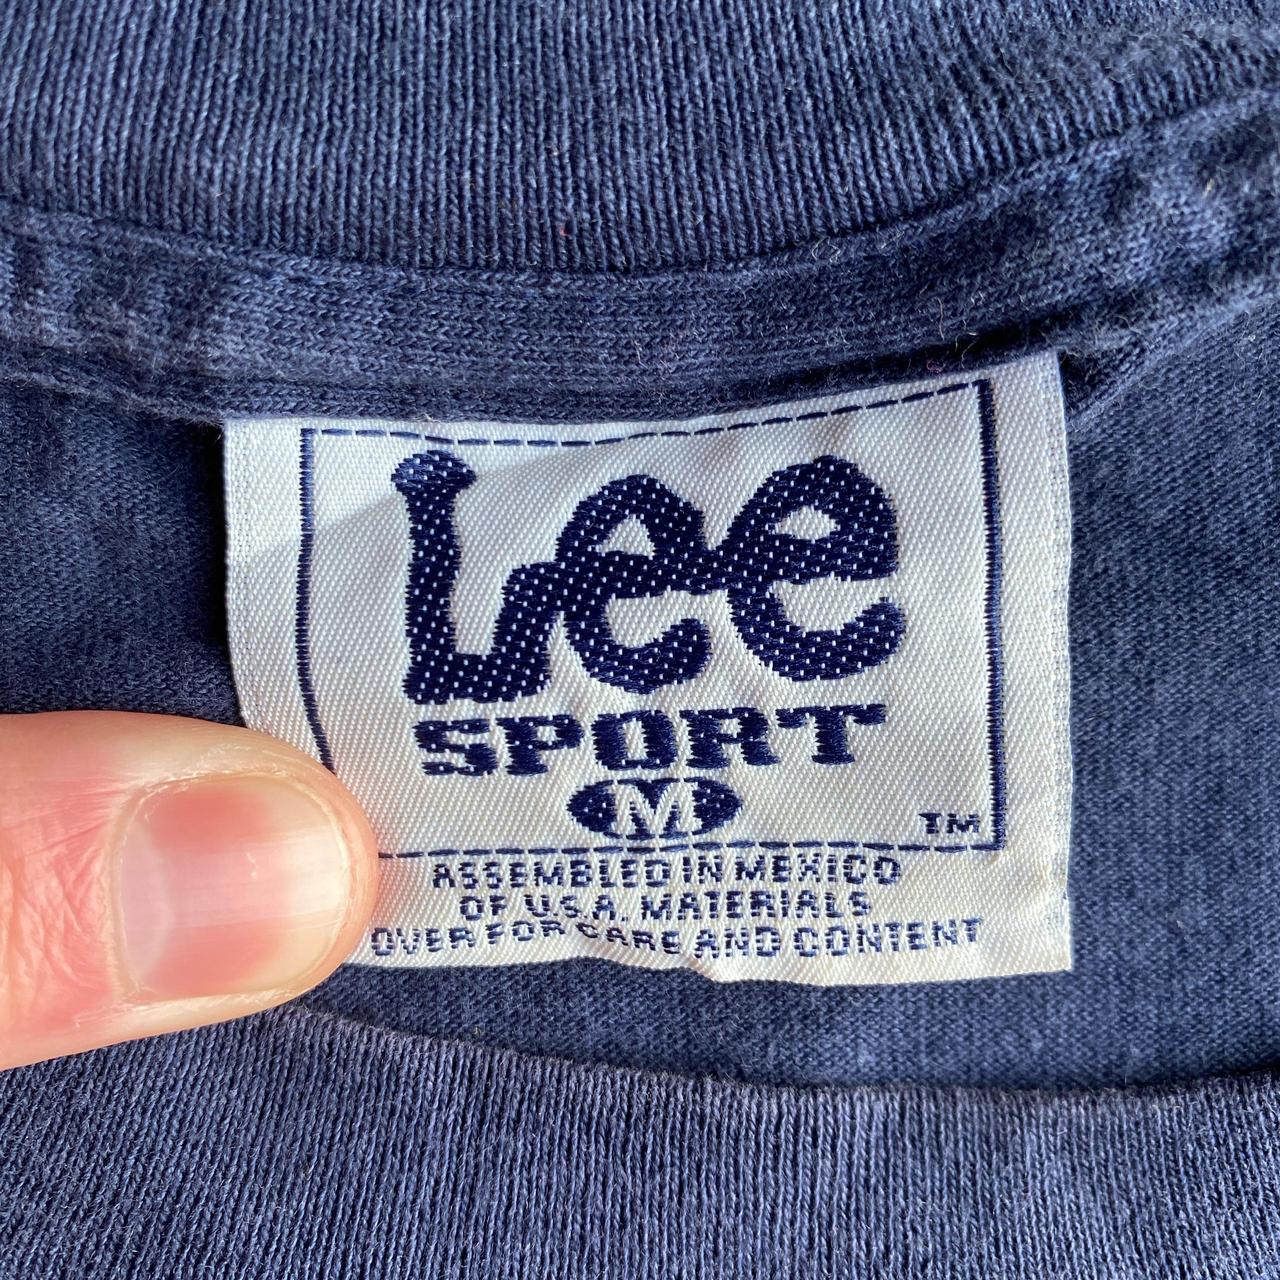 Lee
SPORT
M
TM
ASSEMBLED IN MEXICO
OF U.S.A. MATERIALS
OVER FOR CARE AND CONTENT